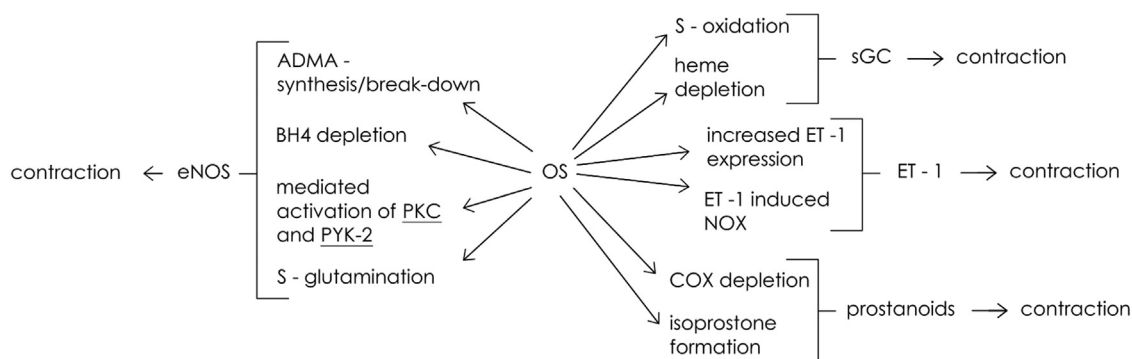 ADMA -
synthesis/break-down
BH4 depletion
contraction
eNOS
mediated
activation of PKC
and PYK-2
S - glutamination
OS
S - oxidation
heme
depletion
sGC
contraction
increased ET -1
expression
ET -1 induced
NOX
ET - 1
contraction
COX depletion
isoprostone
formation
prostanoids
contraction